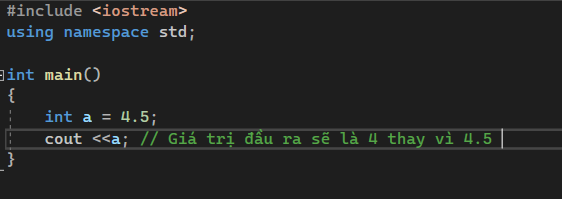 #include <iostream>
using namespace std;
int main()
{
int a = 4.5;
cout <<a; // Giá trị đầu ra sẽ là 4 thay vì 4.5
}